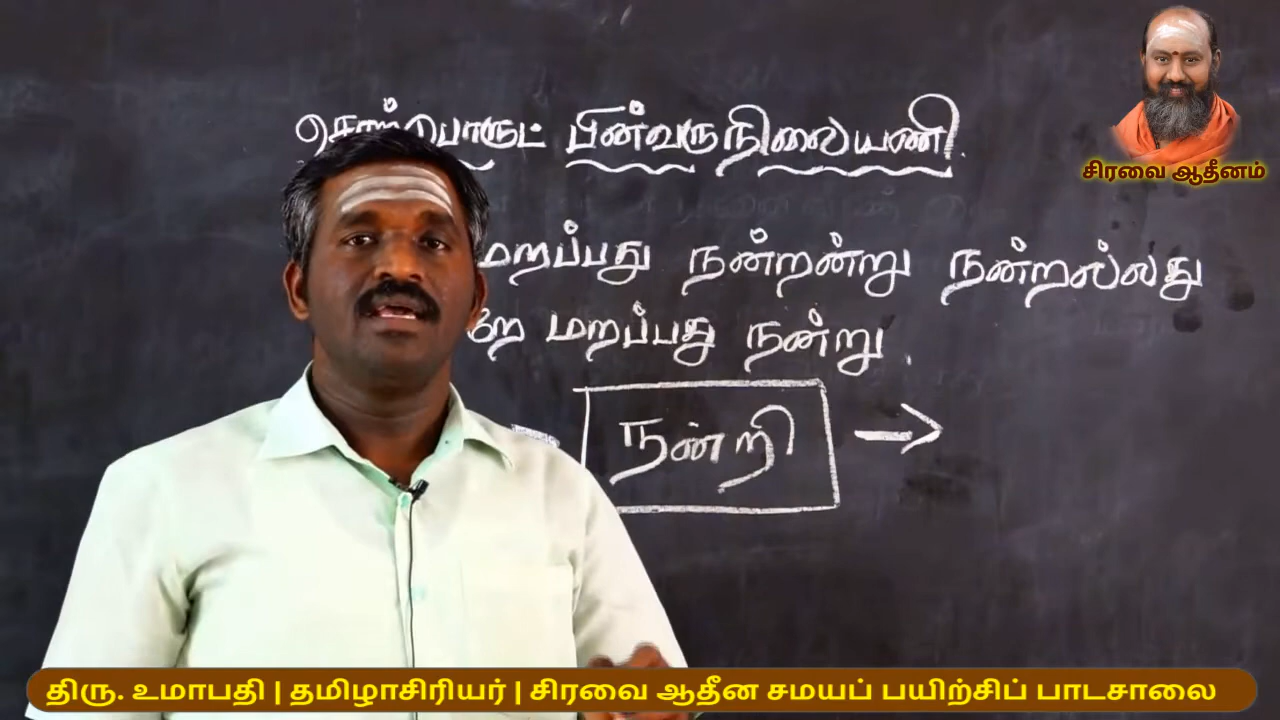 சொற்பொருட் பின்வருநிலையணி.
சிரவை ஆதீனம்
மறப்பது நன்றன்று நன்றல்லது
மறப்பது நன்று.
நன்றி
திரு. உமாபதி | தமிழாசிரியர் | சிரவை ஆதீன சமயப் பயிற்சிப் பாடசாலை